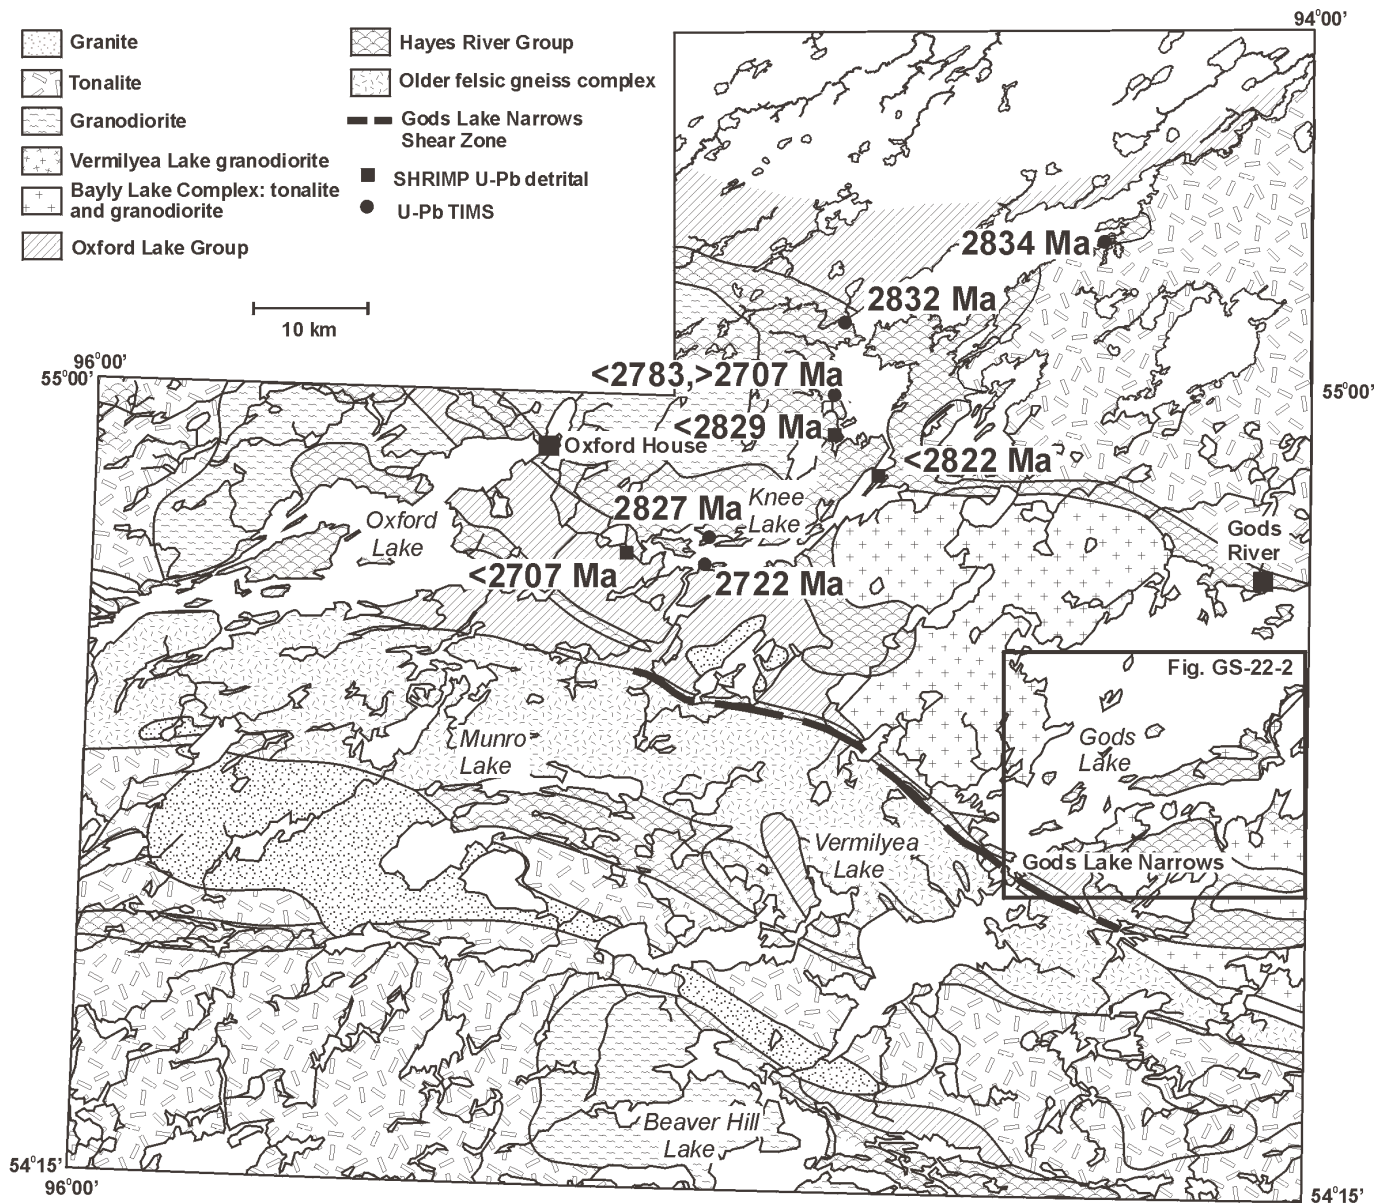 94°00'
Granite
Hayes River Group
Tonalite
Older felsic gneiss complex
Granodiorite
Gods Lake Narrows
Shear Zone
Vermilyea Lake granodiorite
SHRIMP U-Pb detrital
Bayly Lake Complex: tonalite
and granodiorite
U-Pb TIMS
Oxford Lake Group
10 km
2834 Ma
2832 Ma
96°00'
55°00'
<2783,>2707 Ma
55°00'
<2829 Ma
Oxford House
<2822 Ma
Knee
Lake
2827 Ma
Oxford
Lake
Gods
River
<2707 Ma
2722 Ma
Fig. GS-22-2
Munro
Lake
Gods
Lake
Vermilyea
Lake
Gods Lake Narrows
Beaver Hill
Lake
54°15'
96°00'
54°15'